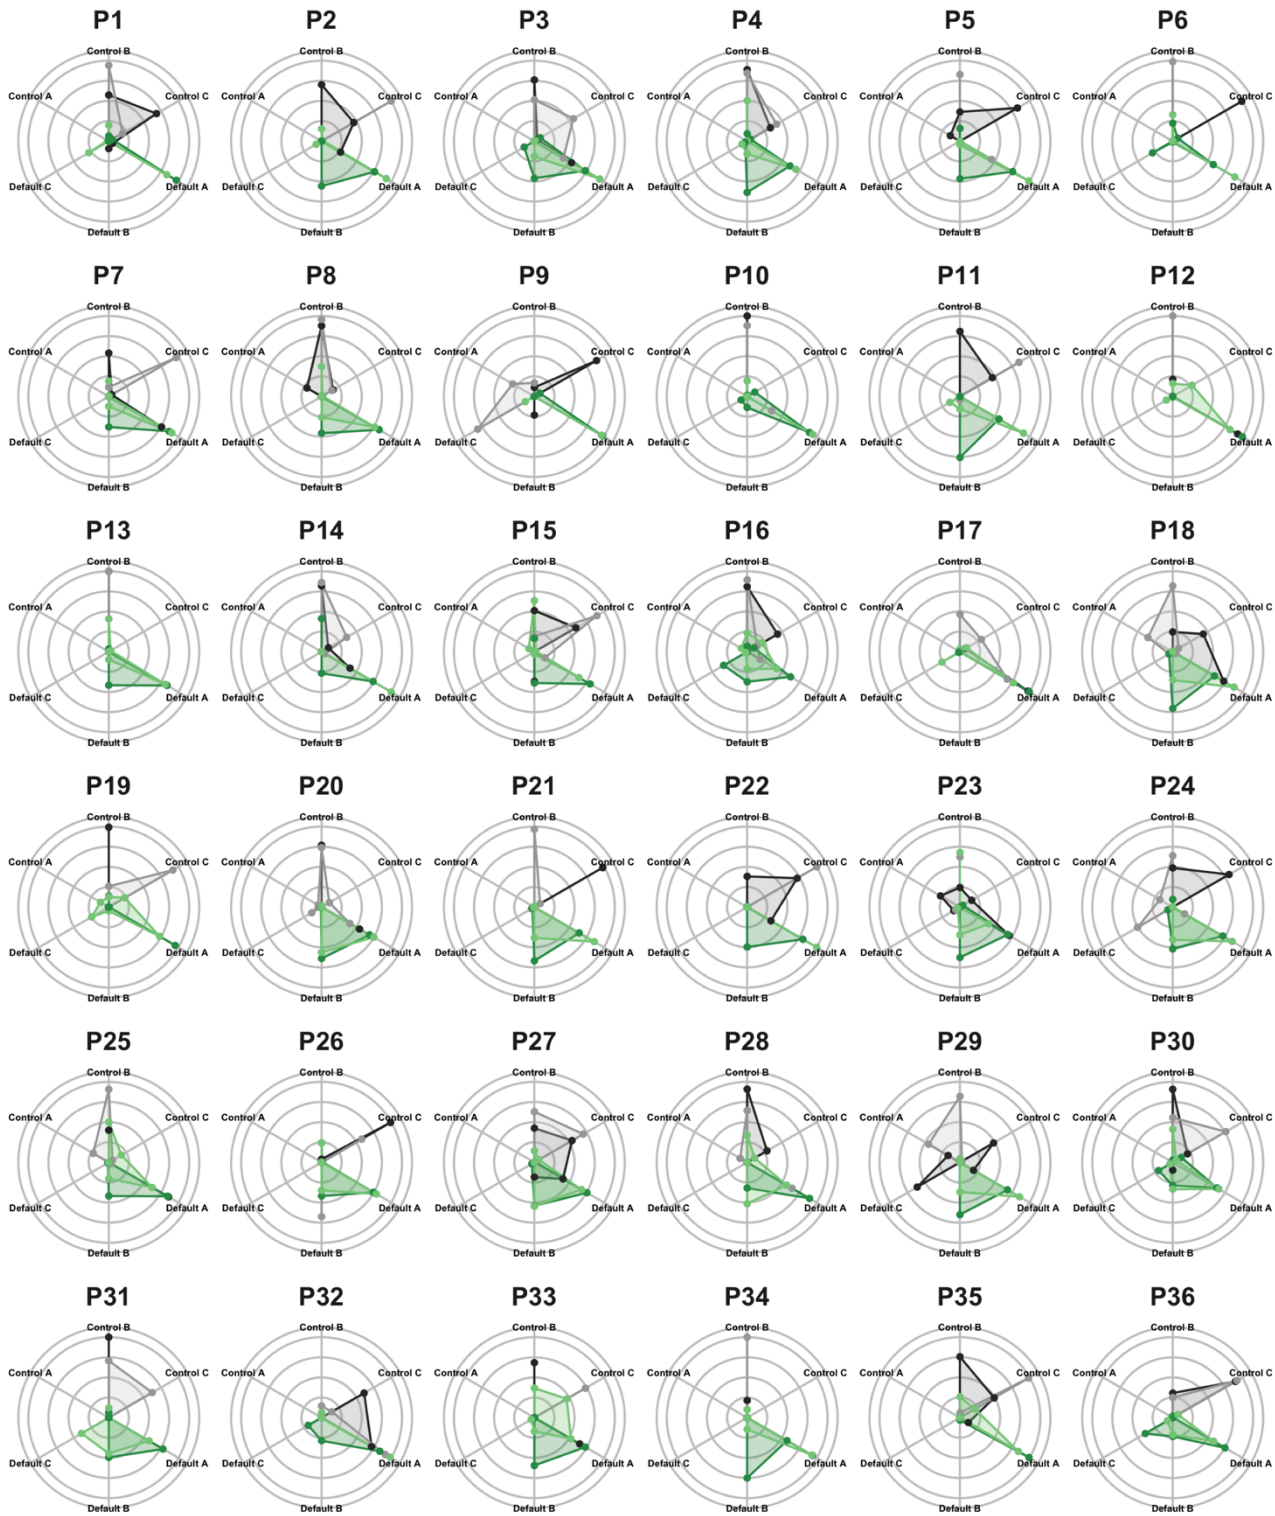 P1 P2 P3 P4 P5 P6
Control B Control B Control B Control B Control B Control B
Control A Control C Control A Control C Control A Control C Control A Control C Control A Control C Control A Control C
Default C Default A Default C Default A Default C Default A Default C Default A Default C Default A Default C Default A
Default B Default B Default B Default B Default B Default B
P7 P8 P9 P10 P11 P12
Control B Control B Control B Control B Control B Control B
Control A Control C Control A Control C Control A Control C Control A Control C Control A Control C Control A Control C
Default C Default A Default C Default A Default C Default A Default C Default A Default C Default A Default C Default A
Default B Default B Default B Default B Default B Default B
P13 P14 P15 P16 P17 P18
Control B Control B Control B Control B Control B Control B
Control A Control C Control A Control C Control A Control C Control A Control C Control A Control C Control A Control C
Default C Default A Default C Default A Default C Default A Default C Default A Default C Default A Default C Default A
Default B Default B Default B Default B Default B Default B
P19 P20 P21 P22 P23 P24
Control B Control B Control B Control B Control B Control B
Control A Control C Control A Control C Control A Control C Control A Control C Control A Control C Control A Control C
Default C Default A Default C Default A Default C Default A Default C Default A Default C Default A Default C Default A
Default B Default B Default B Default B Default B Default B
P25 P26 P27 P28 P29 P30
Control B Control B Control B Control B Control B Control B
Control A Control C Control A Control C Control A Control C Control A Control C Control A Control C Control A Control C
Default C Default A Default C Default A Default C Default A Default C Default A Default C Default A Default C Default A
Default B Default B Default B Default B Default B Default B
P31 P32 P33 P34 P35 P36
Control B Control B Control B Control B Control B Control B
Control A Control C Control A Control C Control A Control C Control A Control C Control A Control C Control A Control C
Default C Default A Default C Default A Default C Default A Default C Default A Default C Default A Default C Default A
Default B Default B Default B Default B Default B Default B